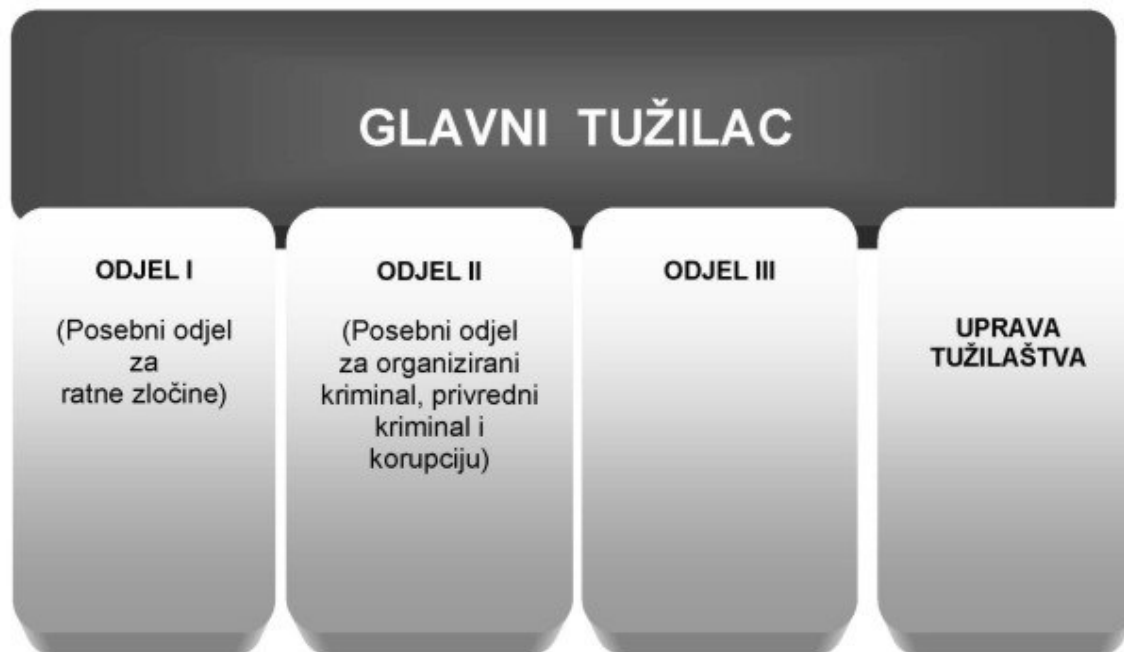 GLAVNI TUŽILAC
ODJEL I
(Posebni odjel
za
ratne zločine)
ODJEL II
(Posebni odjel
za organizirani
kriminal, privredni
kriminal i
korupciju)
ODJEL III
UPRAVA
TUŽILAŠTVA